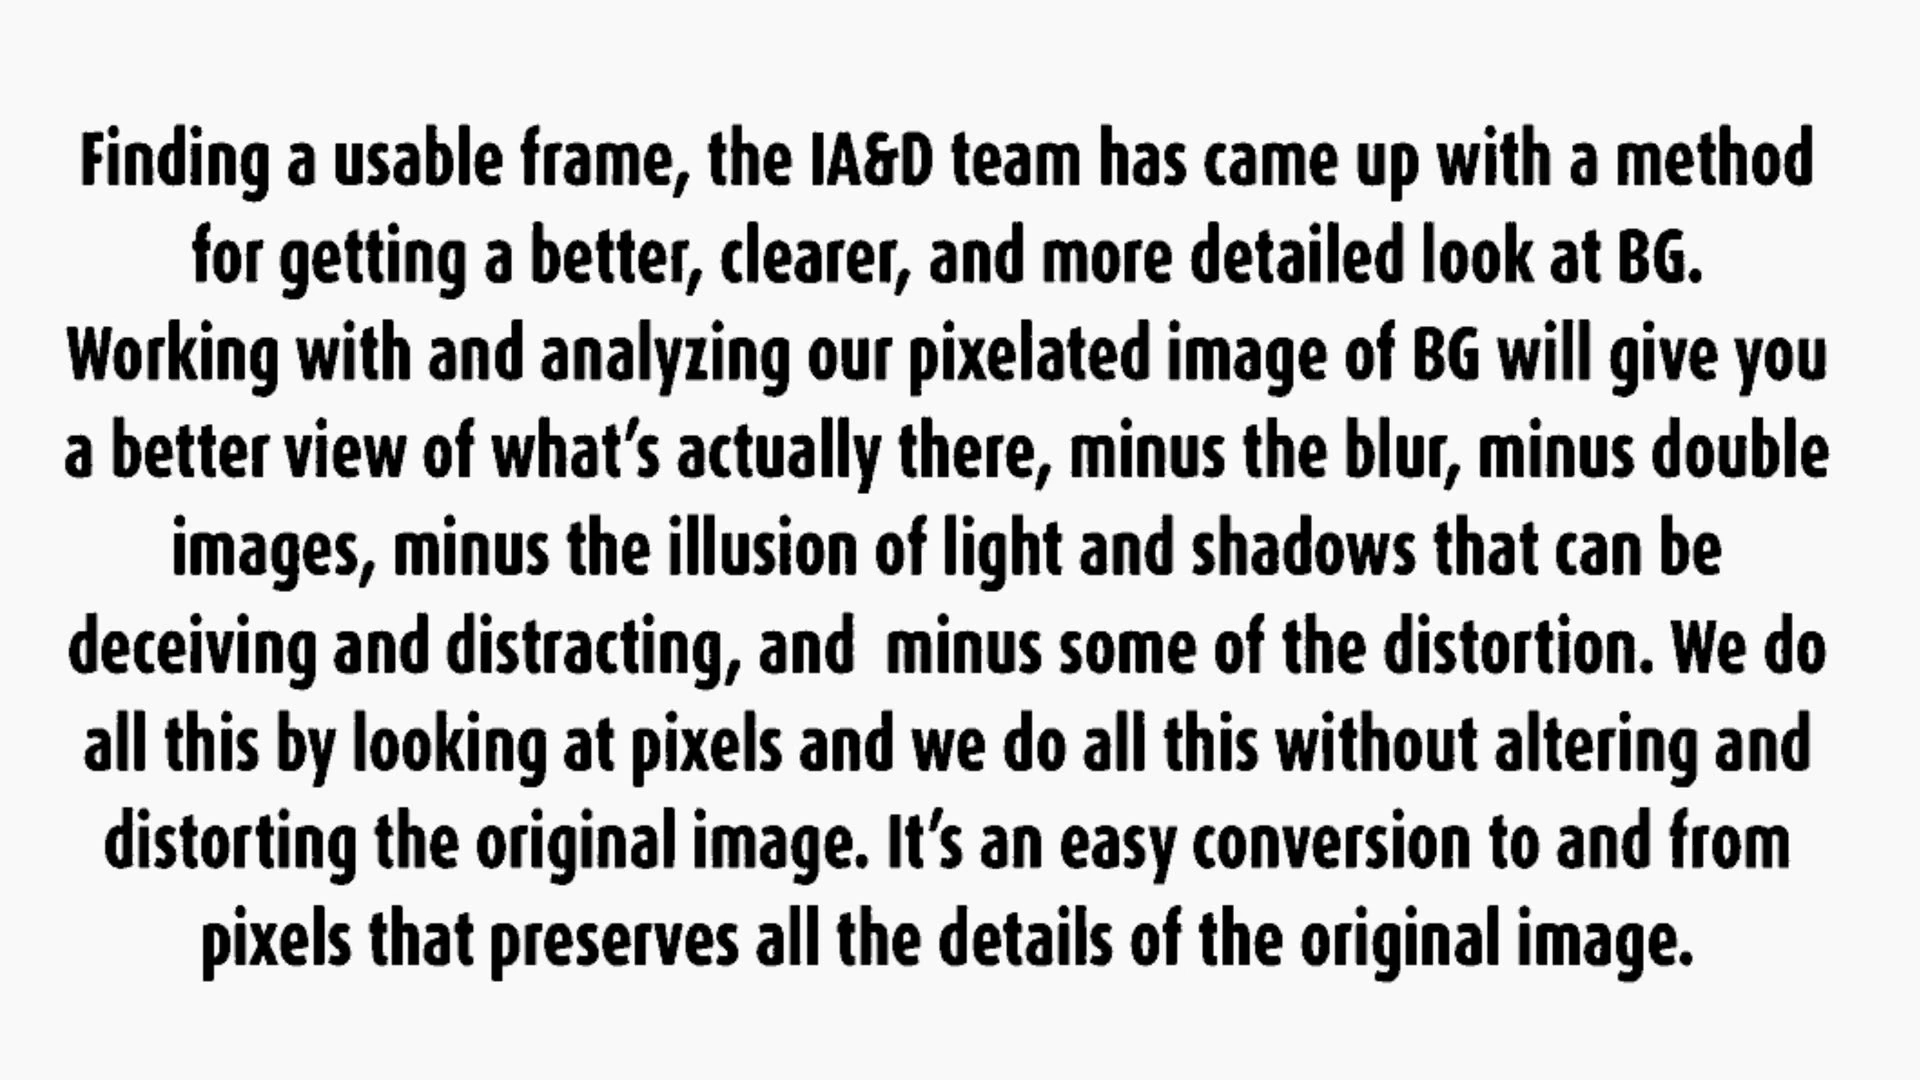 Finding a usable frame, the IA&D team has came up with a method
for getting a better, clearer, and more detailed look at BG.
Working with and analyzing our pixelated image of BG will give you
a better view of what’s actually there, minus the blur, minus double
images, minus the illusion of light and shadows that can be
deceiving and distracting, and  minus some of the distortion. We do
all this by looking at pixels and we do all this without altering and
distorting the original image. It’s an easy conversion to and from
pixels that preserves all the details of the original image.